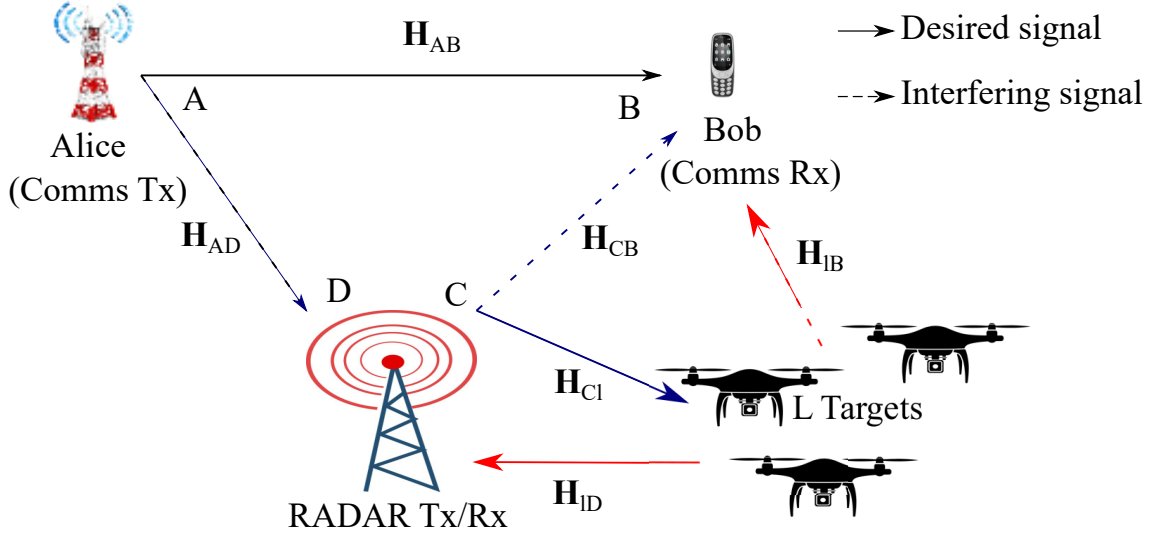 H_AB
Desired signal
A
B
Interfering signal
Alice
(Comms Tx)
Bob
(Comms Rx)
H_AD
H_CB
H_lB
D
C
H_Cl
L Targets
H_lD
RADAR Tx/Rx